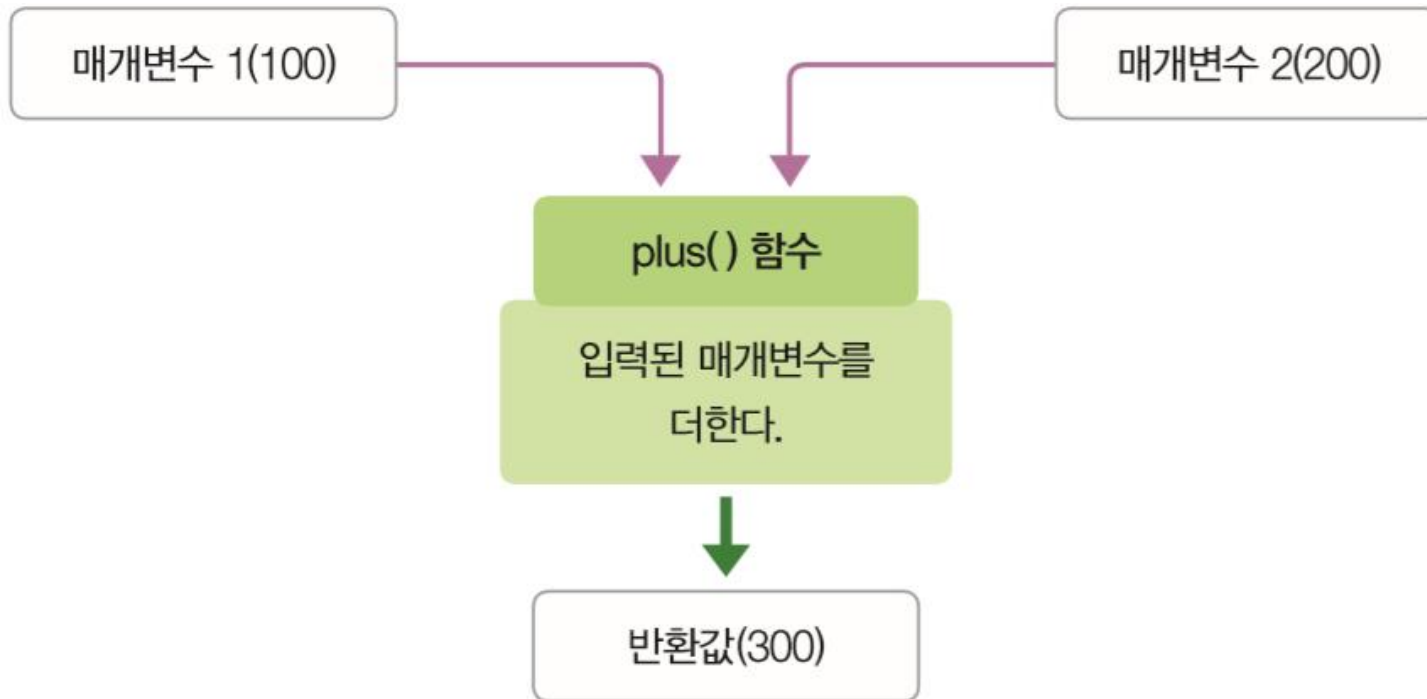 매개변수 1(100)
매개변수 2(200)
plus( ) 함수
입력된 매개변수를
더한다.
반환값(300)